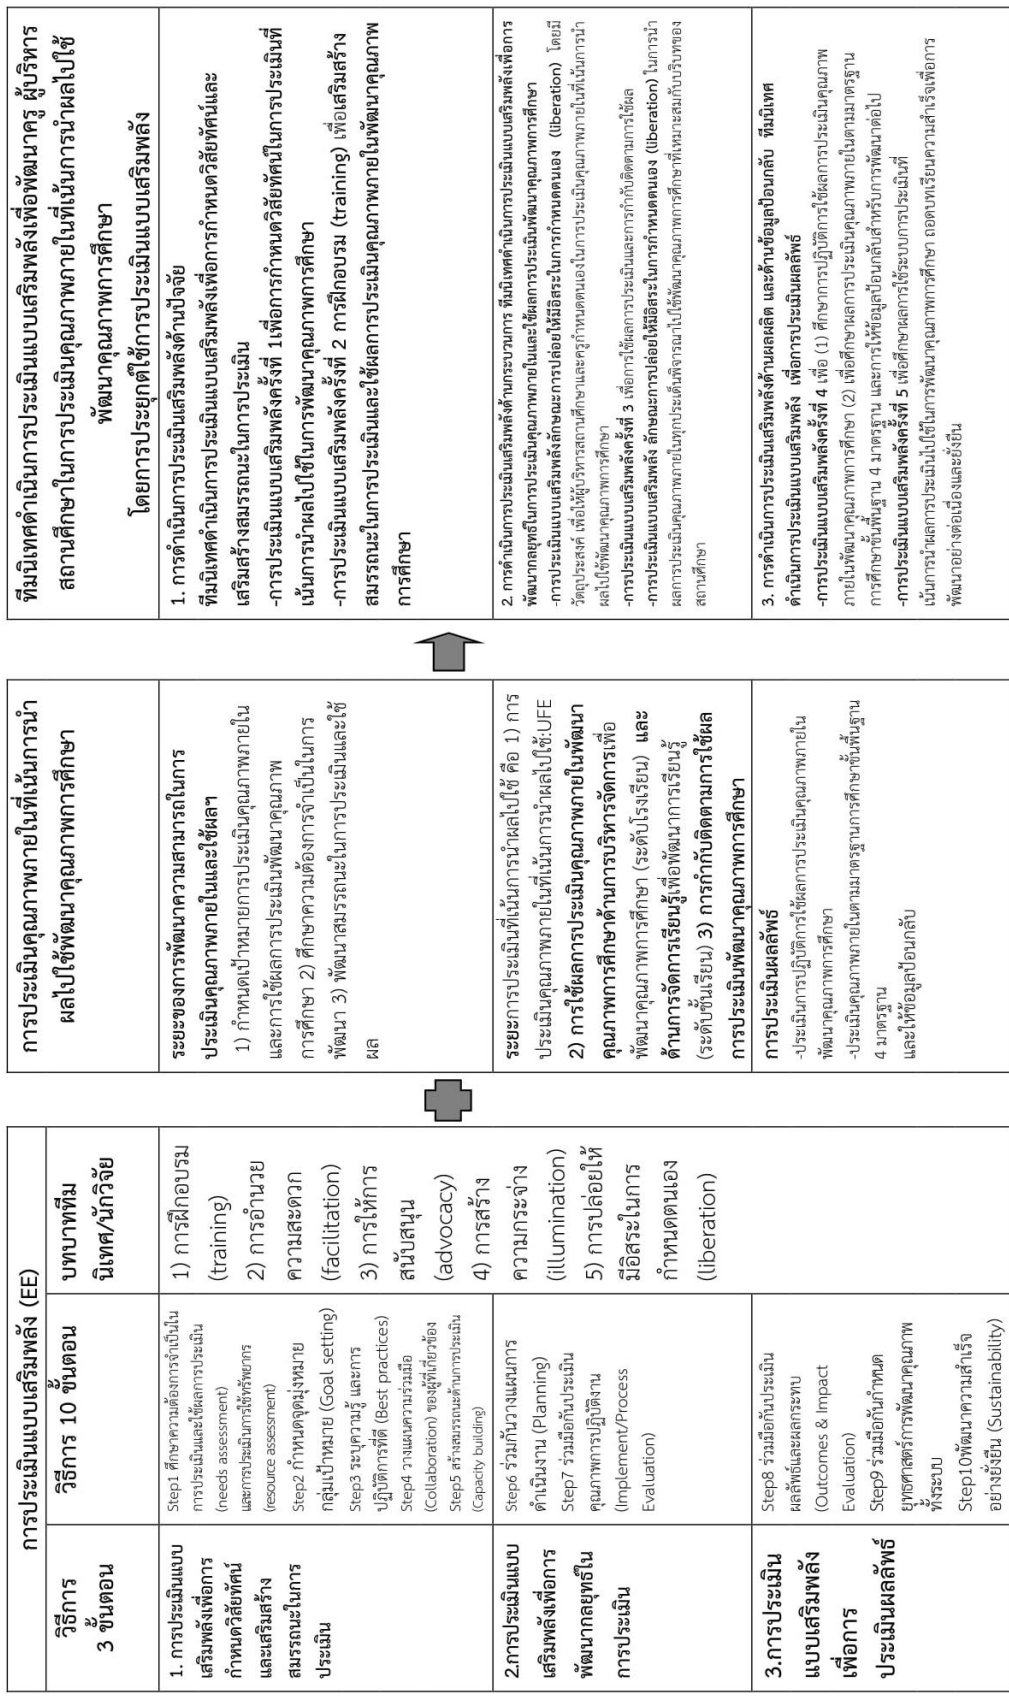 การประเมินแบบเสริมพลัง (EE)
วิธีการ
3 ขั้นตอน
วิธีการ 10 ขั้นตอน
บทบาททีม
นิเทศ/นักวิจัย
1. การประเมินแบบ
เสริมพลังเพื่อการ
กำหนดวิสัยทัศน์
และเสริมสร้าง
สมรรถนะในการ
ประเมิน
Step1 ศึกษาความต้องการจำเป็นใน
การประเมินและใช้ผลการประเมิน
(needs assessment)
และการประเมินการใช้ทรัพยากร
(resource assessment)
Step2 กำหนดจุดมุ่งหมาย
กลุ่มเป้าหมาย (Goal setting)
Step3 ระบุความรู้ และการ
ปฏิบัติการที่ดี (Best practices)
Step4 วางแผนความร่วมมือ
(Collaboration) ของผู้ที่เกี่ยวข้อง
Step5 สร้างสมรรถนะด้านการประเมิน
(Capacity building)
1) การฝึกอบรม
(training)
2) การอำนวย
ความสะดวก
(facilitation)
3) การให้การ
สนับสนุน
(advocacy)
4) การสร้าง
ความกระจ่าง
(illumination)
5) การปล่อยให้
มีอิสระในการ
กำหนดตนเอง
(liberation)
2.การประเมินแบบ
เสริมพลังเพื่อการ
พัฒนากลยุทธ์ใน
การประเมิน
Step6 ร่วมกันวางแผนการ
ดำเนินงาน (Planning)
Step7 ร่วมมือกันประเมิน
คุณภาพการปฏิบัติงาน
(Implement/Process
Evaluation)
3.การประเมิน
แบบเสริมพลัง
เพื่อการ
ประเมินผลลัพธ์
Step8 ร่วมมือกันประเมิน
ผลลัพธ์และผลกระทบ
(Outcomes & Impact
Evaluation)
Step9 ร่วมมือกันกำหนด
ยุทธศาสตร์การพัฒนาคุณภาพ
ทั้งระบบ
Step10พัฒนาความสำเร็จ
อย่างยั่งยืน (Sustainability)
การประเมินคุณภาพภายในที่เน้นการนำ
ผลไปใช้พัฒนาคุณภาพการศึกษา
ระยะของการพัฒนาความสามารถในการ
ประเมินคุณภาพภายในและใช้ผลฯ
1) กำหนดเป้าหมายการประเมินคุณภาพภายใน
และการใช้ผลการประเมินพัฒนาคุณภาพ
การศึกษา 2) ศึกษาความต้องการจำเป็นในการ
พัฒนา 3) พัฒนาสมรรถนะในการประเมินและใช้
ผล
ระยะการประเมินที่เน้นการนำผลไปใช้ คือ 1) การ
ประเมินคุณภาพภายในที่เน้นการนำผลไปใช้:UFE
2) การใช้ผลการประเมินคุณภาพภายในพัฒนา
คุณภาพการศึกษาด้านการบริหารจัดการเพื่อ
พัฒนาคุณภาพการศึกษา (ระดับโรงเรียน) และ
ด้านการจัดการเรียนรู้เพื่อพัฒนาการเรียนรู้
(ระดับชั้นเรียน) 3) การกำกับติดตามการใช้ผล
การประเมินพัฒนาคุณภาพการศึกษา
การประเมินผลลัพธ์
-ประเมินการปฏิบัติการใช้ผลการประเมินคุณภาพภายใน
พัฒนาคุณภาพการศึกษา
-ประเมินคุณภาพภายในตามมาตรฐานการศึกษาขั้นพื้นฐาน
4 มาตรฐาน
และให้ข้อมูลป้อนกลับ
ทีมนิเทศดำเนินการประเมินแบบเสริมพลังเพื่อพัฒนาครู ผู้บริหาร
สถานศึกษาในการประเมินคุณภาพภายในที่เน้นการนำผลไปใช้
พัฒนาคุณภาพการศึกษา
โดยการประยุกต์ใช้การประเมินแบบเสริมพลัง
1. การดำเนินการประเมินเสริมพลังด้านปัจจัย
ทีมนิเทศดำเนินการประเมินแบบเสริมพลังเพื่อการกำหนดวิสัยทัศน์และ
เสริมสร้างสมรรถนะในการประเมิน
-การประเมินแบบเสริมพลังครั้งที่ 1เพื่อการกำหนดวิสัยทัศน์ในการประเมินที่
เน้นการนำผลไปใช้ในการพัฒนาคุณภาพการศึกษา
-การประเมินแบบเสริมพลังครั้งที่ 2 การฝึกอบรม (training) เพื่อเสริมสร้าง
สมรรถนะในการประเมินและใช้ผลการประเมินคุณภาพภายในพัฒนาคุณภาพ
การศึกษา
2. การดำเนินการประเมินเสริมพลังด้านกระบวนการ ทีมนิเทศดำเนินการประเมินแบบเสริมพลังเพื่อการ
พัฒนากลยุทธ์ในการประเมินคุณภาพภายในและใช้ผลการประเมินพัฒนาคุณภาพการศึกษา
-การประเมินแบบเสริมพลังลักษณะการปล่อยให้มีอิสระในการกำหนดตนเอง (liberation) โดยมี
วัตถุประสงค์ เพื่อให้ผู้บริหารสถานศึกษาและครูกำหนดตนเองในการประเมินคุณภาพภายในที่เน้นการนำ
ผลไปใช้พัฒนาคุณภาพการศึกษา
-การประเมินแบบเสริมพลังครั้งที่ 3 เพื่อการใช้ผลการประเมินและการกำกับติดตามการใช้ผล
-การประเมินแบบเสริมพลัง ลักษณะการปล่อยให้มีอิสระในการกำหนดตนเอง (liberation) ในการนำ
ผลการประเมินคุณภาพภายในทุกประเด็นพิจารณาไปใช้พัฒนาคุณภาพการศึกษาที่เหมาะสมกับบริบทของ
สถานศึกษา
3. การดำเนินการประเมินเสริมพลังด้านผลผลิต และด้านข้อมูลป้อนกลับ ทีมนิเทศ
ดำเนินการประเมินแบบเสริมพลัง เพื่อการประเมินผลลัพธ์
-การประเมินแบบเสริมพลังครั้งที่ 4 เพื่อ (1) ศึกษาการปฏิบัติการใช้ผลการประเมินคุณภาพ
ภายในพัฒนาคุณภาพการศึกษา (2) เพื่อศึกษาผลการประเมินคุณภาพภายในตามมาตรฐาน
การศึกษาขั้นพื้นฐาน 4 มาตรฐาน และการให้ข้อมูลป้อนกลับสำหรับการพัฒนาต่อไป
-การประเมินแบบเสริมพลังครั้งที่ 5 เพื่อศึกษาผลการใช้ระบบการประเมินที่
เน้นการนำผลการประเมินไปใช้ในการพัฒนาคุณภาพการศึกษา ถอดบทเรียนความสำเร็จเพื่อการ
พัฒนาอย่างต่อเนื่องและยั่งยืน